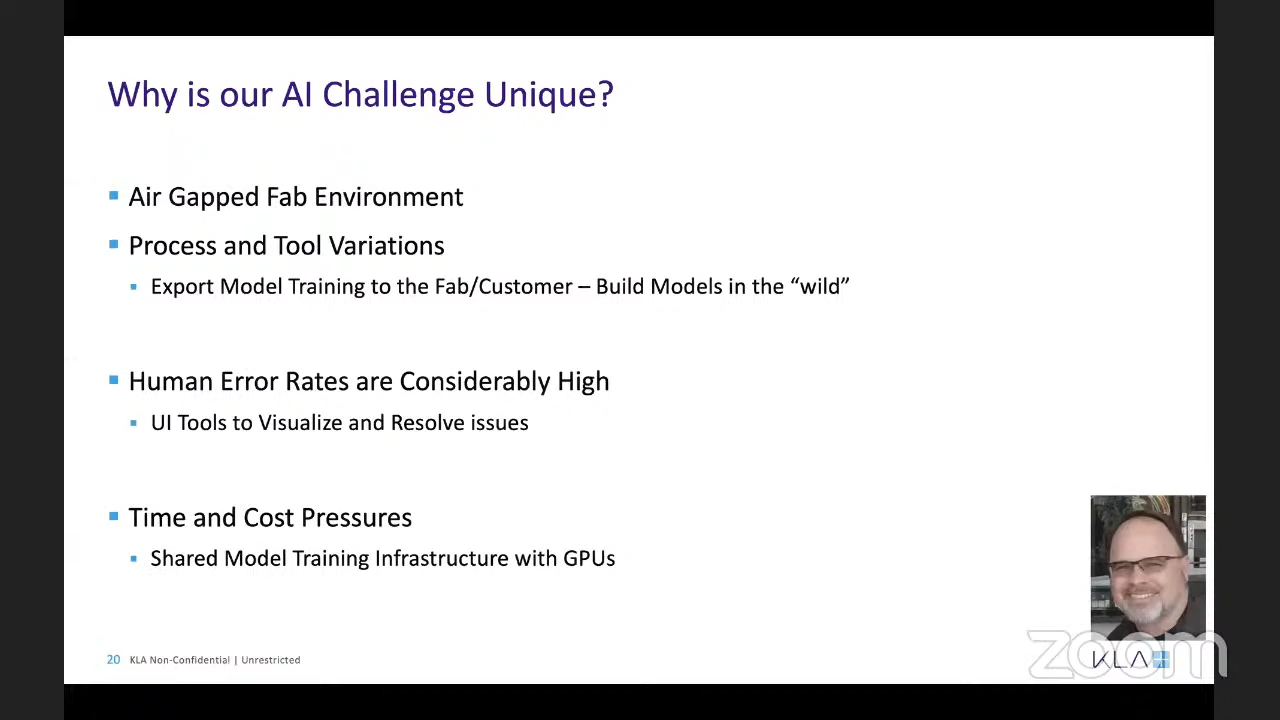 Why is our AI Challenge Unique?
Air Gapped Fab Environment
Process and Tool Variations
Export Model Training to the Fab/Customer – Build Models in the “wild”
Human Error Rates are Considerably High
UI Tools to Visualize and Resolve issues
Time and Cost Pressures
Shared Model Training Infrastructure with GPUs
20 KLA Non-Confidential | Unrestricted
KLA
zoom